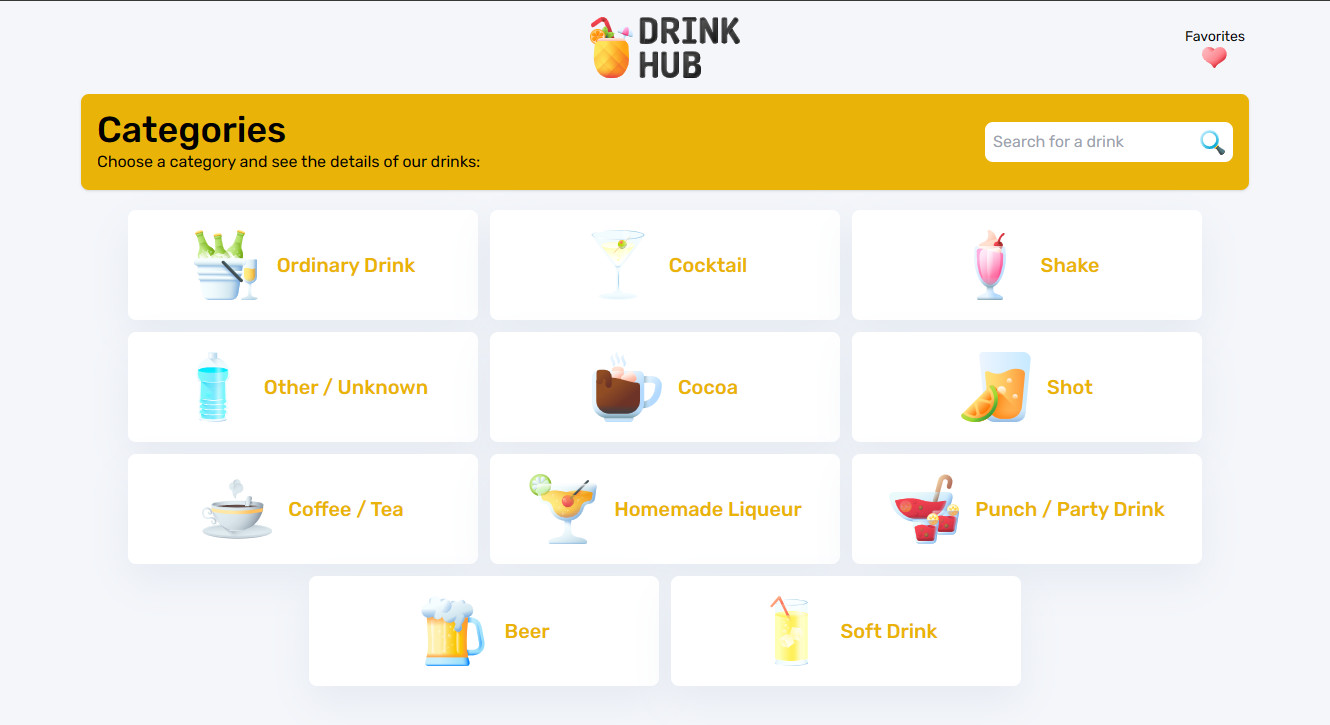 DRINK
HUB
Favorites
Categories
Choose a category and see the details of our drinks:
Search for a drink
Ordinary Drink
Cocktail
Shake
Other / Unknown
Cocoa
Shot
Coffee / Tea
Homemade Liqueur
Punch / Party Drink
Beer
Soft Drink